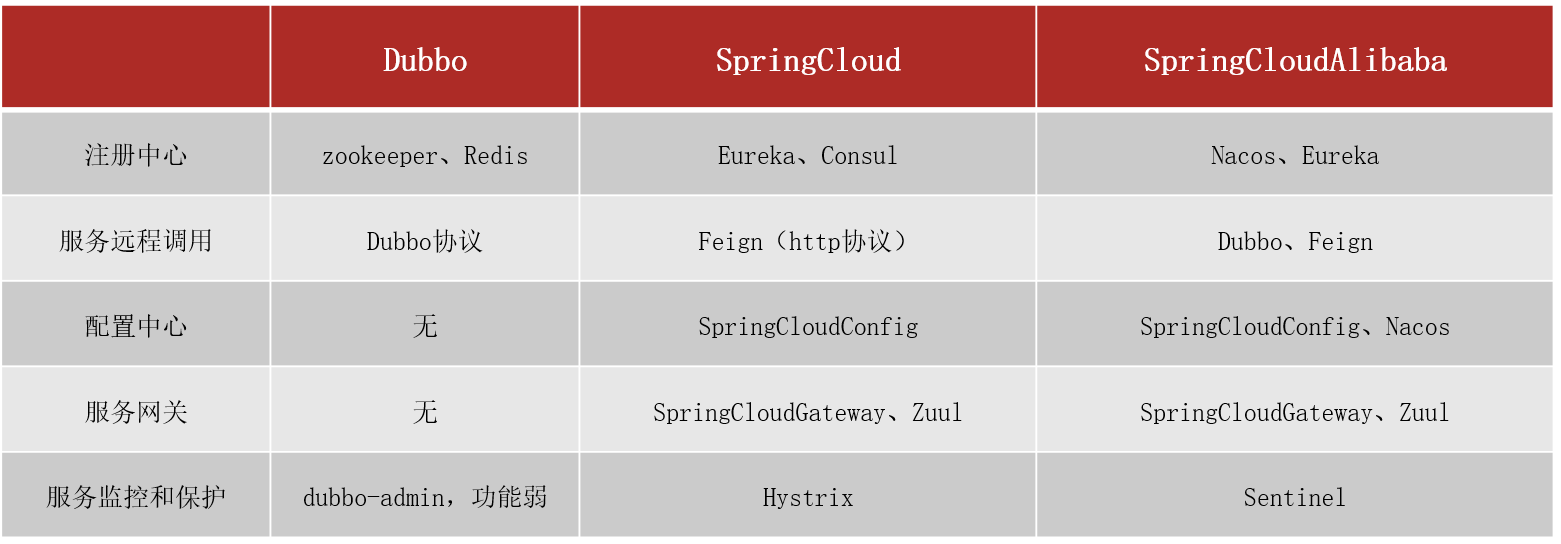 Dubbo SpringCloud SpringCloudAlibaba
注册中心 zookeeper、Redis Eureka、Consul Nacos、Eureka
服务远程调用 Dubbo协议 Feign（http协议） Dubbo、Feign
配置中心 无 SpringCloudConfig SpringCloudConfig、Nacos
服务网关 无 SpringCloudGateway、Zuul SpringCloudGateway、Zuul
服务监控和保护 dubbo-admin，功能弱 Hystrix Sentinel